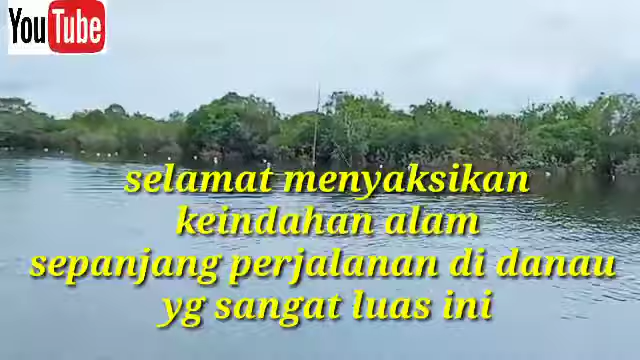 YouTube
selamat menyaksikan
keindahan alam
sepanjang perjalanan di danau
yg sangat luas ini